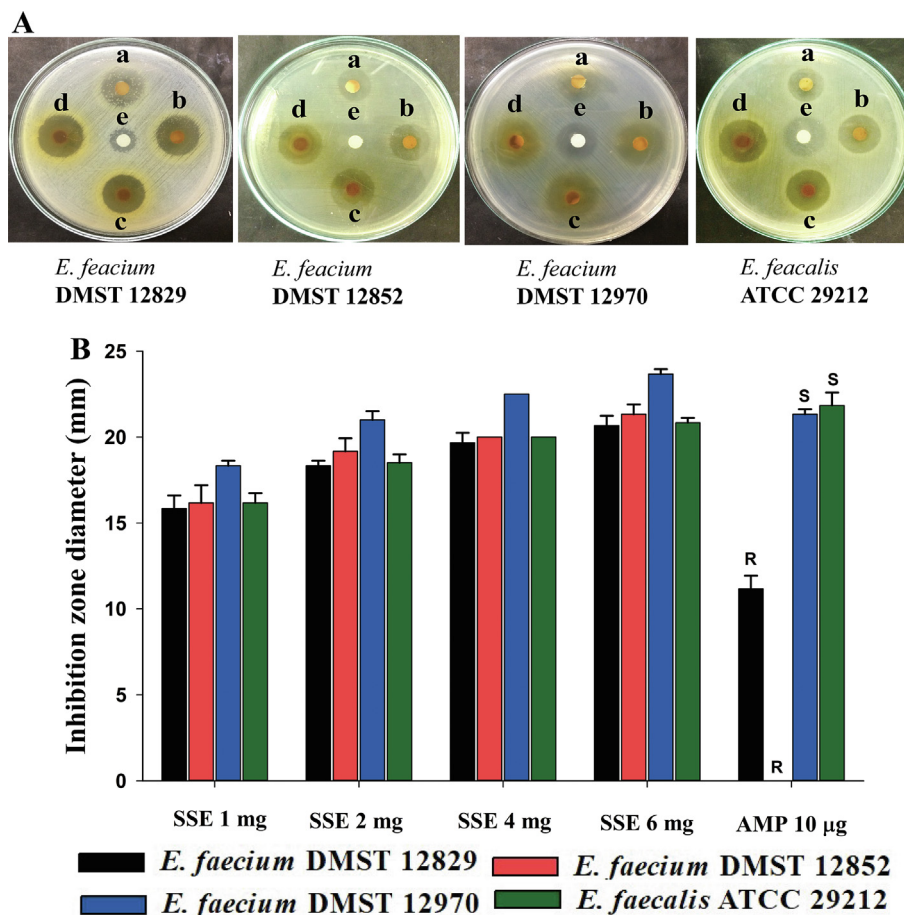 A
a a a a
d b d b d b d b
e e e e
c c c c
E. feacium E. feacium E. feacium E. feacalis
DMST 12829 DMST 12852 DMST 12970 ATCC 29212
B
Inhibition zone diameter (mm)
25
20
15
10
5
0
R R S S
SSE 1 mg SSE 2 mg SSE 4 mg SSE 6 mg AMP 10 µg
E. faecium DMST 12829 E. faecium DMST 12852
E. faecium DMST 12970 E. faecalis ATCC 29212